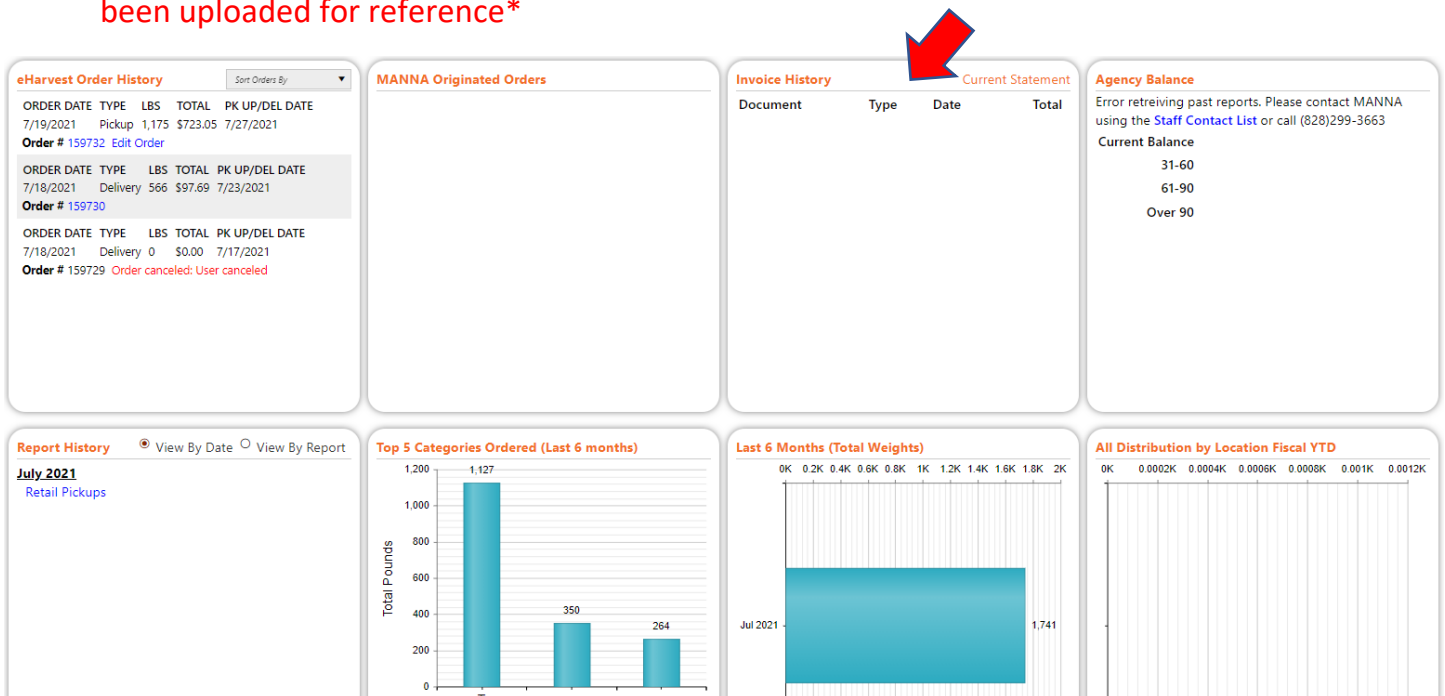 been uploaded for reference*
eHarvest Order History
Sort Orders By
ORDER DATE TYPE LBS TOTAL PK UP/DEL DATE
7/19/2021 Pickup 1,175 $723.05 7/27/2021
Order # 159732 Edit Order
ORDER DATE TYPE LBS TOTAL PK UP/DEL DATE
7/18/2021 Delivery 566 $97.69 7/23/2021
Order # 159730
ORDER DATE TYPE LBS TOTAL PK UP/DEL DATE
7/18/2021 Delivery 0 $0.00 7/17/2021
Order # 159729 Order canceled: User canceled
MANNA Originated Orders
Invoice History Current Statement
Document Type Date Total
Agency Balance
Error retreiving past reports. Please contact MANNA
using the Staff Contact List or call (828)299-3663
Current Balance
31-60
61-90
Over 90
Report History View By Date View By Report
July 2021
Retail Pickups
Top 5 Categories Ordered (Last 6 months)
Total Pounds
1,200
1,000
800
600
400
200
0
1,127
350
264
Last 6 Months (Total Weights)
0K 0.2K 0.4K 0.6K 0.8K 1K 1.2K 1.4K 1.6K 1.8K 2K
Jul 2021
1,741
All Distribution by Location Fiscal YTD
0K 0.0002K 0.0004K 0.0006K 0.0008K 0.001K 0.0012K